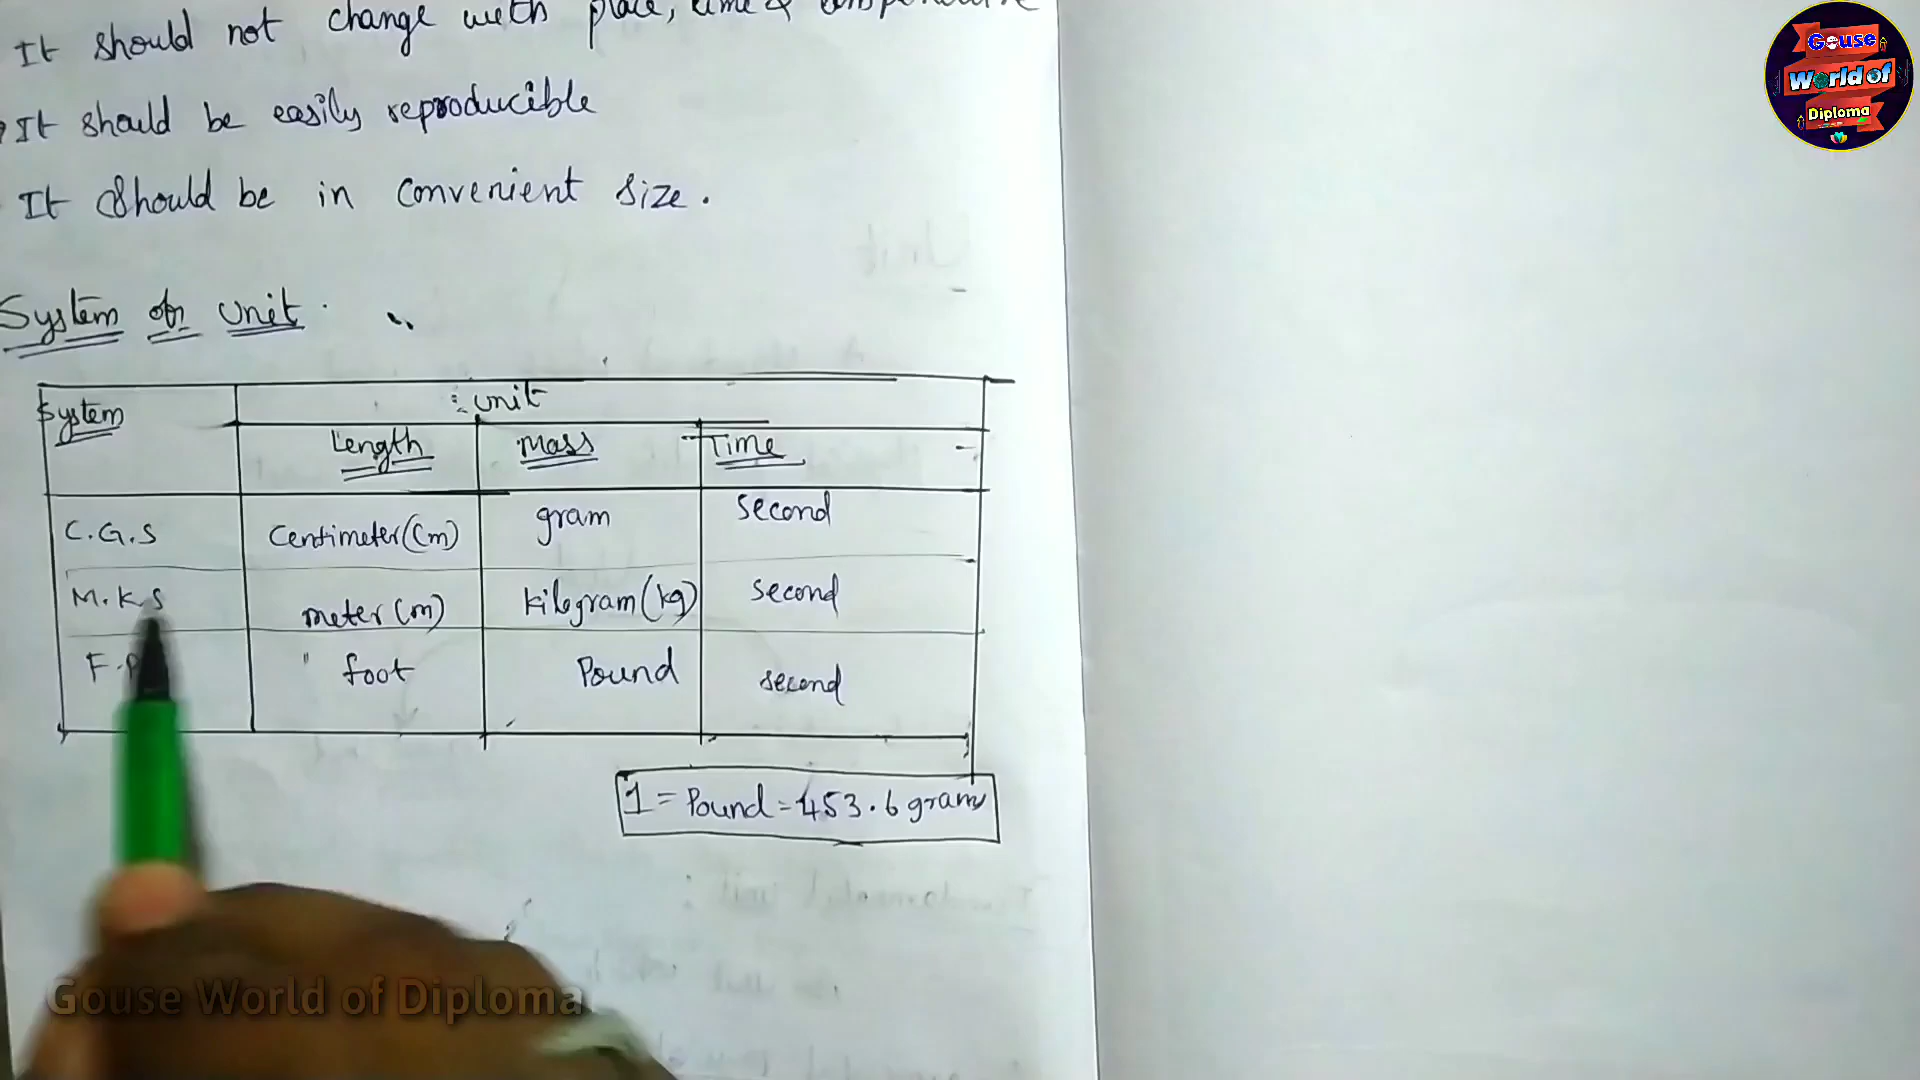 It should not change with place, time &
It should be easily reproducible
It should be in convenient size.
System of unit.
System
: unit
Length
Mass
Time
C.G.S
Centimeter (Cm)
gram
second
M.K.S
meter (m)
kilogram (kg)
second
F.P
foot
Pound
second
1 = Pound = 453.6 gram
Gouse World of Diploma
Gouse
World of
Diploma